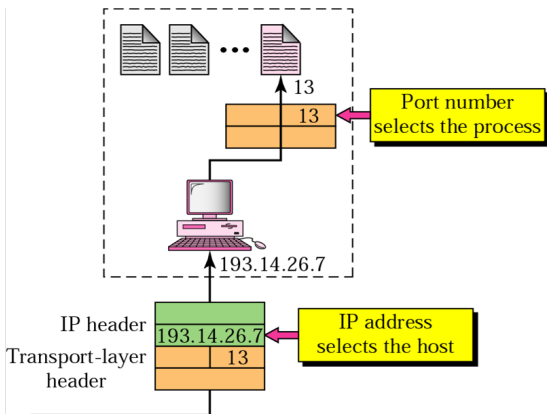 13
13
Port number
selects the process
193.14.26.7
IP header
193.14.26.7
IP address
selects the host
Transport-layer
header
13